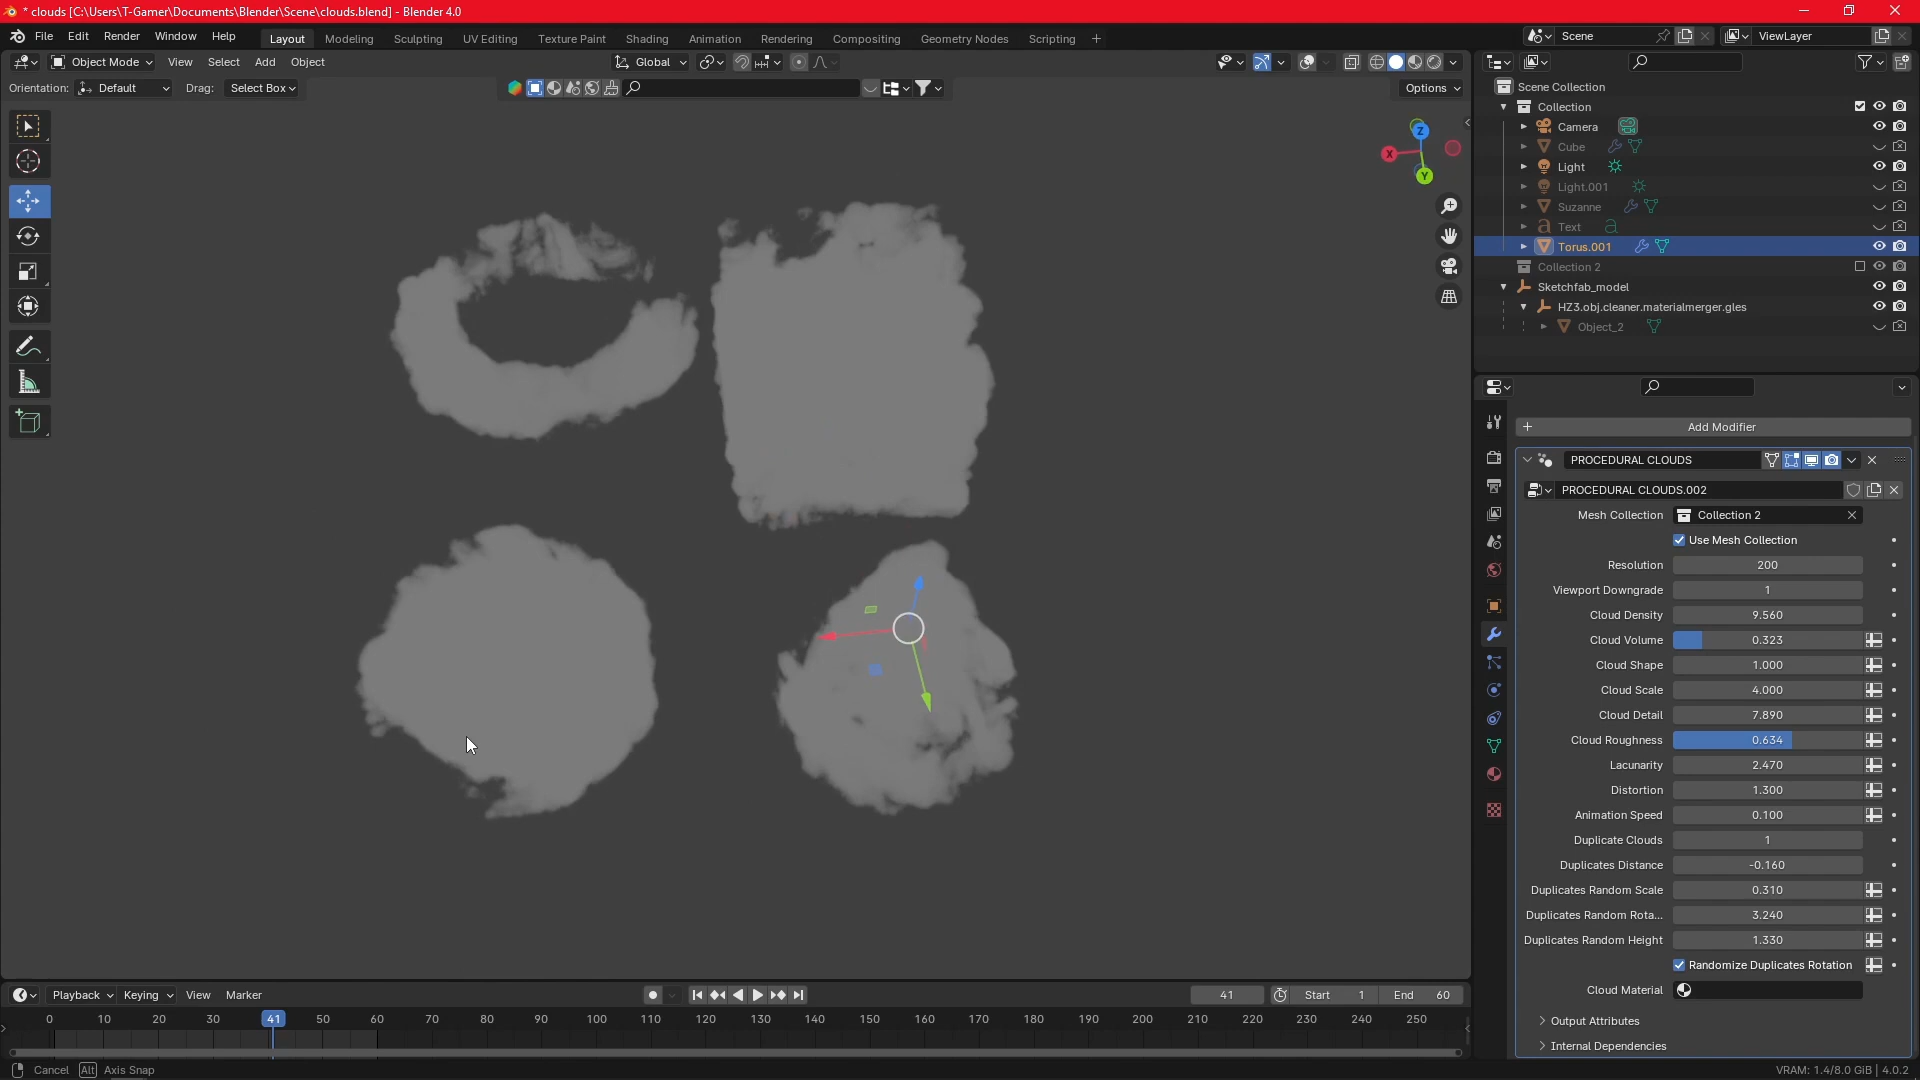 * clouds [C:\Users\T-Gamer\Documents\Blender\Scene\clouds.blend] - Blender 4.0
File Edit Render Window Help Layout Modeling Sculpting UV Editing Texture Paint Shading Animation Rendering Compositing Geometry Nodes Scripting + Scene ViewLayer
Object Mode View Select Add Object Global
Orientation: Default Drag: Select Box Options
Z
X
Y
Scene Collection
Collection
Camera
Cube
Light
Light.001
Suzanne
Text
Torus.001
Collection 2
Sketchfab_model
HZ3.obj.cleaner.materialmerger.gles
Object_2
+ Add Modifier
PROCEDURAL CLOUDS
PROCEDURAL CLOUDS.002
Mesh Collection Collection 2
Use Mesh Collection
Resolution 200
Viewport Downgrade 1
Cloud Density 9.560
Cloud Volume 0.323
Cloud Shape 1.000
Cloud Scale 4.000
Cloud Detail 7.890
Cloud Roughness 0.634
Lacunarity 2.470
Distortion 1.300
Animation Speed 0.100
Duplicate Clouds 1
Duplicates Distance -0.160
Duplicates Random Scale 0.310
Duplicates Random Rota... 3.240
Duplicates Random Height 1.330
Randomize Duplicates Rotation
Cloud Material
Output Attributes
Internal Dependencies
Playback Keying View Marker 41 Start 1 End 60
0 10 20 30 41 50 60 70 80 90 100 110 120 130 140 150 160 170 180 190 200 210 220 230 240 250
Cancel Alt Axis Snap VRAM: 1.4/8.0 GiB | 4.0.2